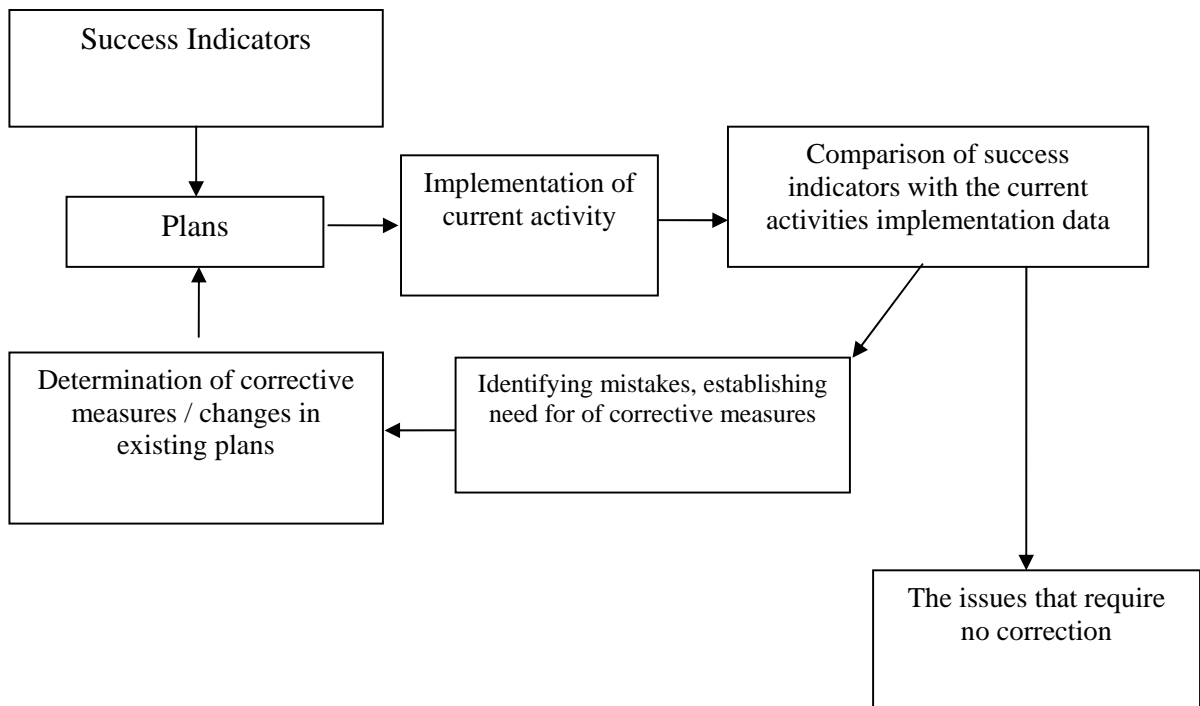 Success Indicators
Plans
Implementation of
current activity
Comparison of success
indicators with the current
activities implementation data
Identifying mistakes, establishing
need for of corrective measures
Determination of corrective
measures / changes in
existing plans
The issues that require
no correction